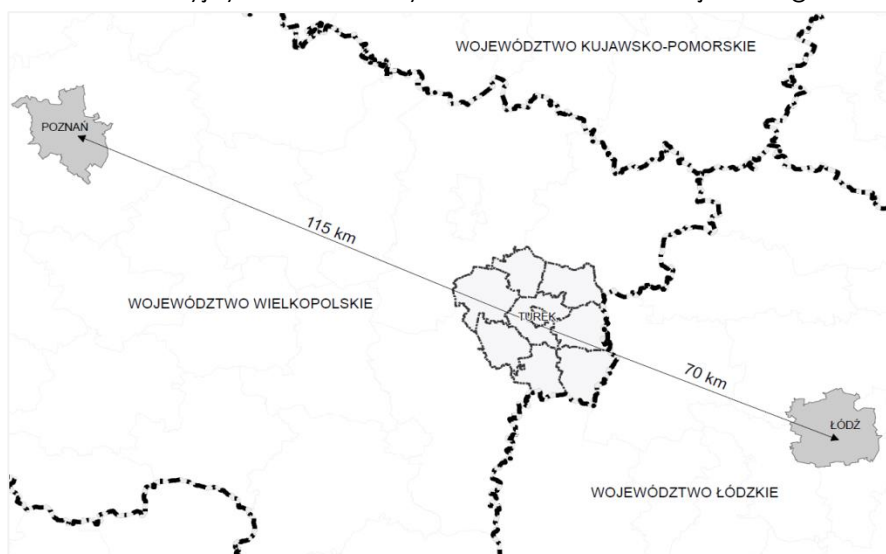 WOJEWÓDZTWO KUJAWSKO-POMORSKIE
POZNAŃ
115 km
WOJEWÓDZTWO WIELKOPOLSKIE
TUREK
70 km
ŁÓDŹ
WOJEWÓDZTWO ŁÓDZKIE